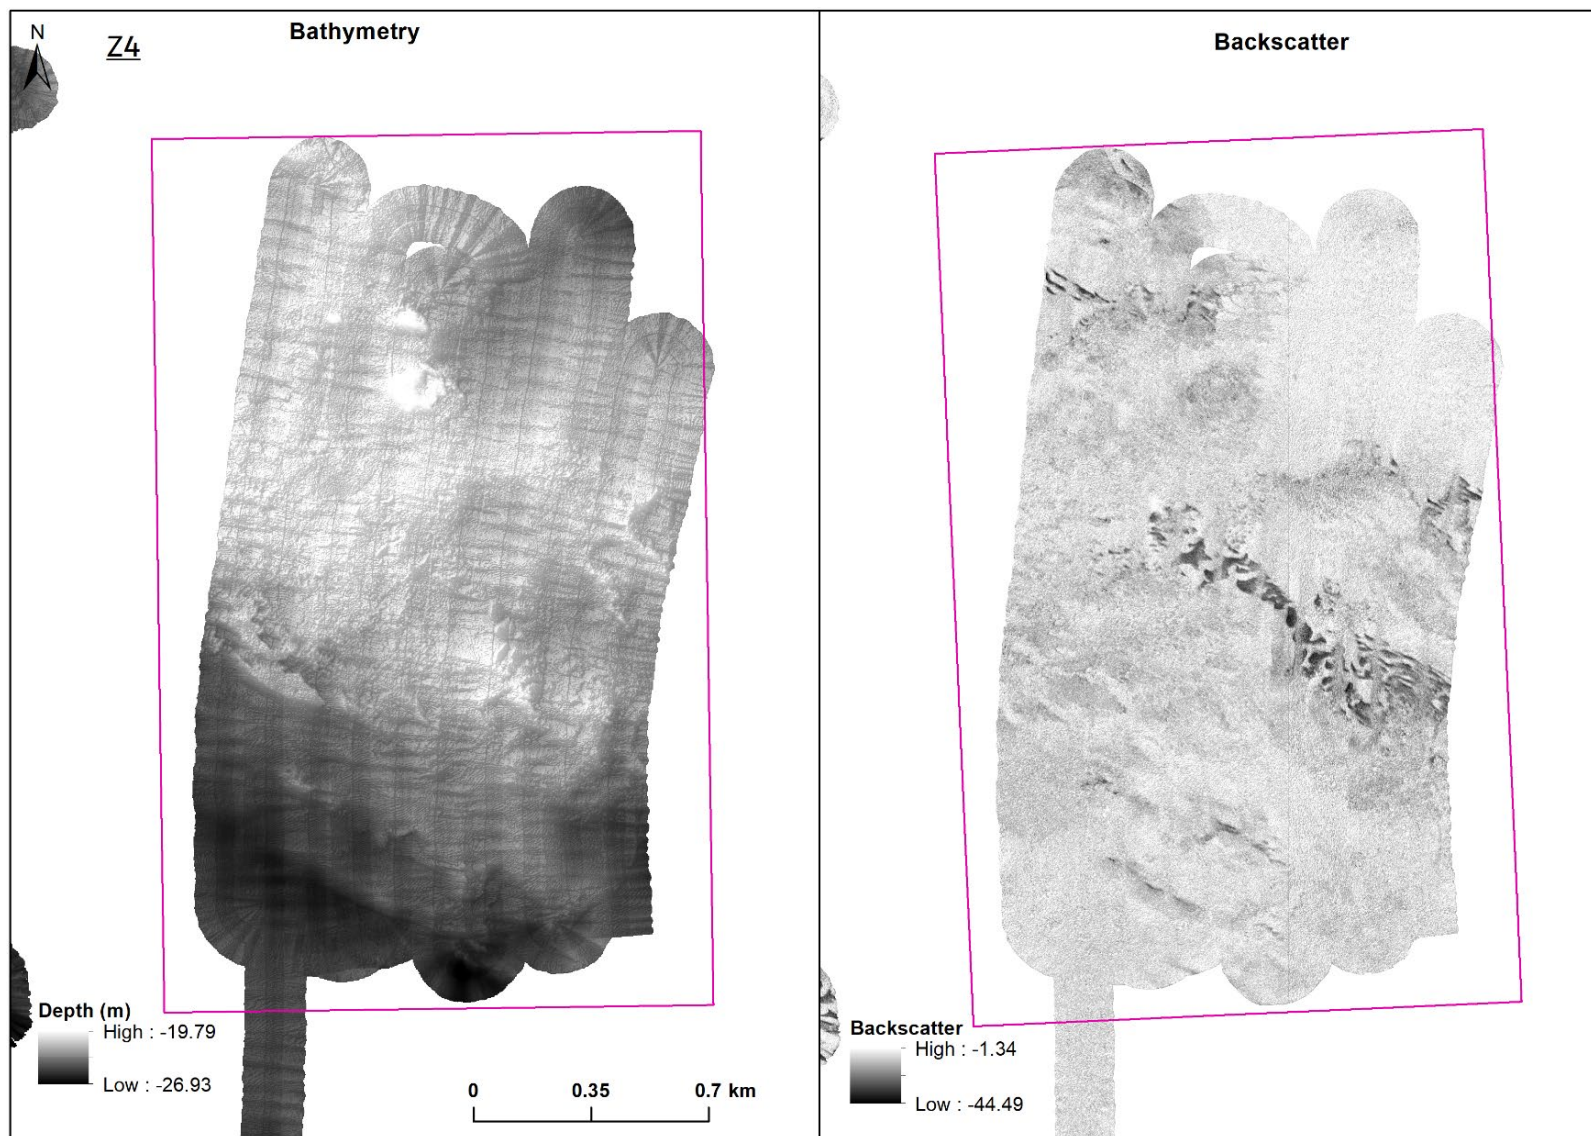 N
Z4
Bathymetry
Backscatter
Depth (m)
High : -19.79
Low : -26.93
0 0.35 0.7 km
Backscatter
High : -1.34
Low : -44.49